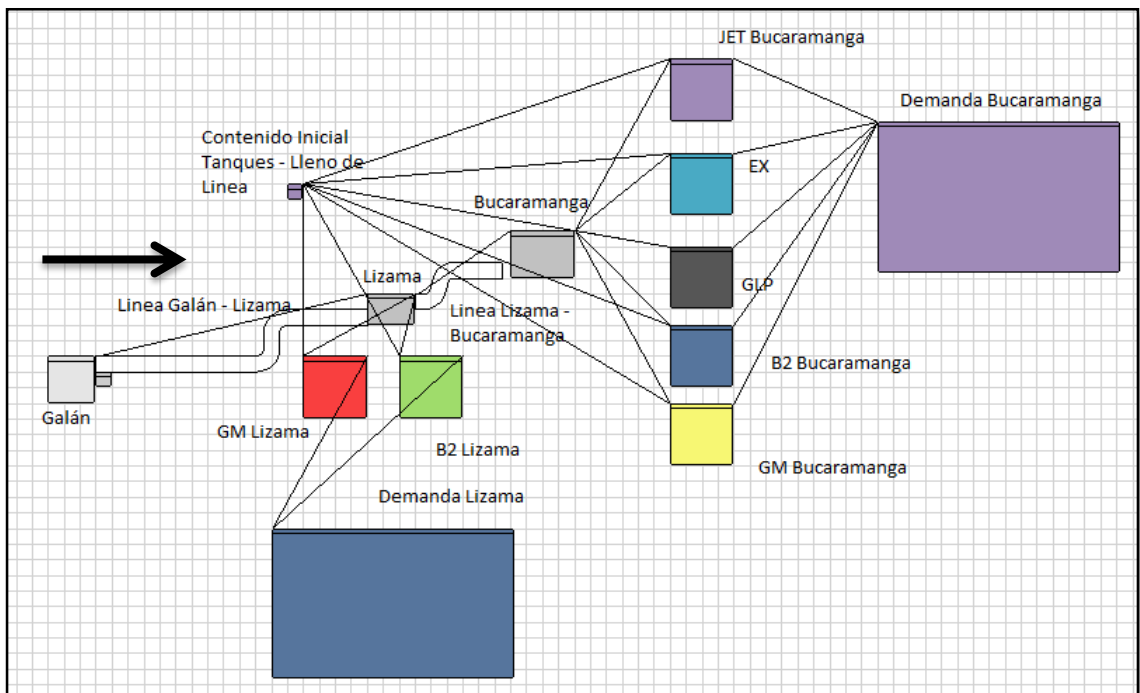 JET Bucaramanga
Demanda Bucaramanga
Contenido Inicial
Tanques - Lleno de
Linea
EX
Bucaramanga
Lizama
GLP
Linea Galán - Lizama
Linea Lizama -
Bucaramanga
B2 Bucaramanga
Galán
GM Lizama
B2 Lizama
GM Bucaramanga
Demanda Lizama